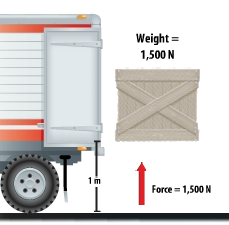 Weight =
1,500 N
1 m
Force = 1,500 N